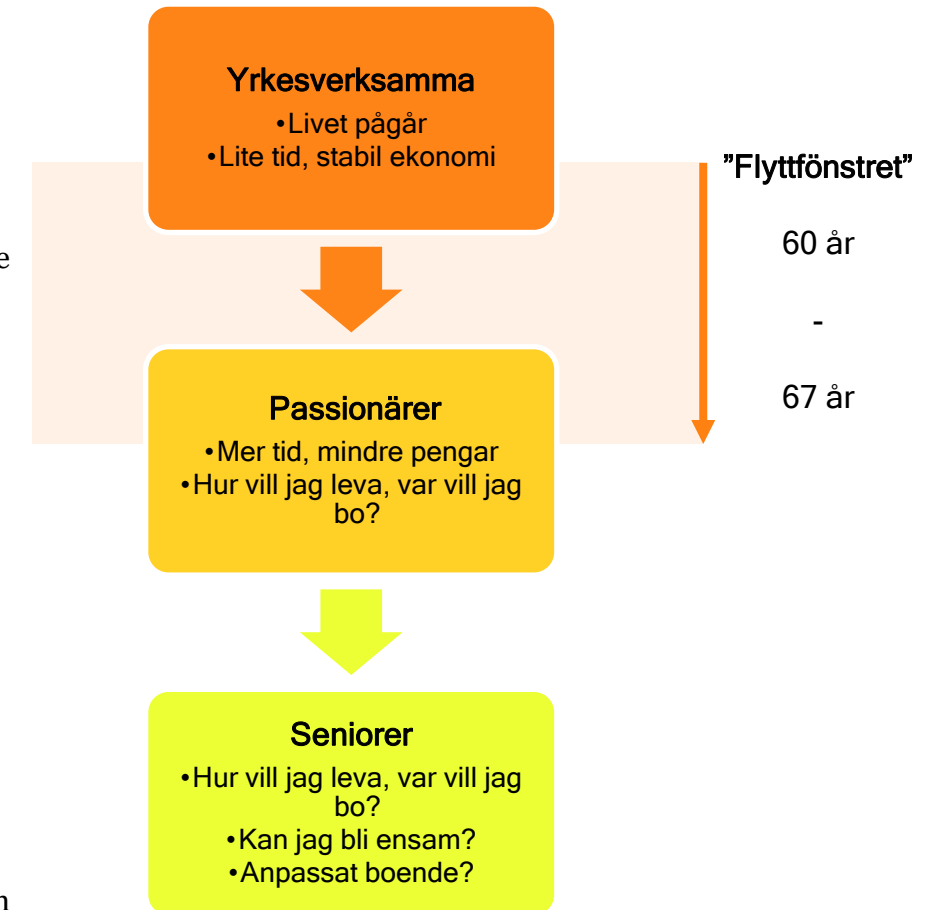 Yrkesverksamma
•Livet pågår
•Lite tid, stabil ekonomi
”Flyttfönstret”
60 år
-
67 år
e
Passionärer
•Mer tid, mindre pengar
•Hur vill jag leva, var vill jag
bo?
Seniorer
•Hur vill jag leva, var vill jag
bo?
•Kan jag bli ensam?
•Anpassat boende?
n